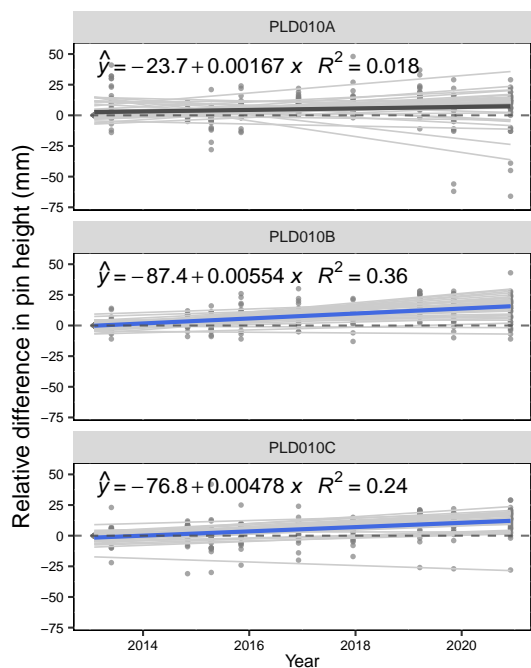 PLD010A
ŷ = −23.7 + 0.00167 x R² = 0.018
50
25
0
−25
−50
−75
PLD010B
ŷ = −87.4 + 0.00554 x R² = 0.36
50
25
0
−25
−50
−75
PLD010C
ŷ = −76.8 + 0.00478 x R² = 0.24
50
25
0
−25
−50
−75
2014 2016 2018 2020
Year
Relative difference in pin height (mm)